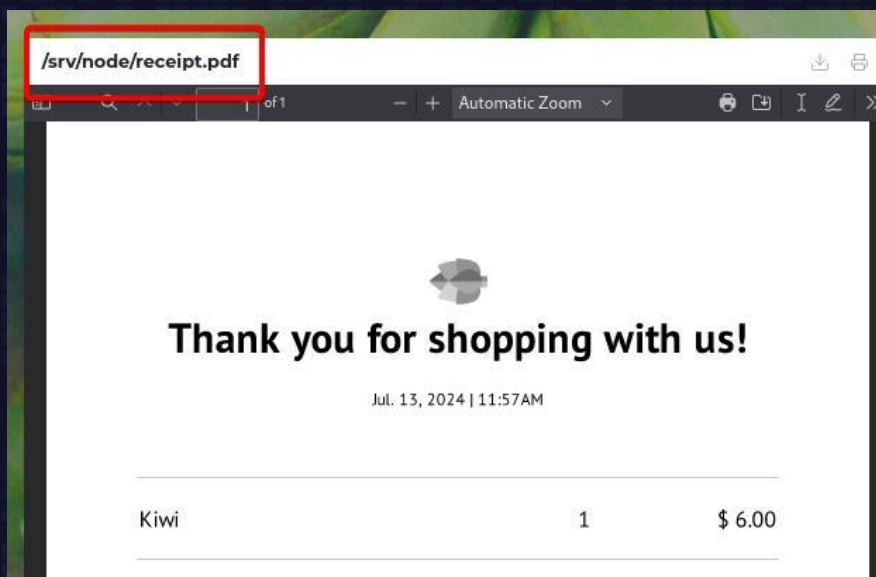 /srv/node/receipt.pdf
1 of 1 Automatic Zoom
Thank you for shopping with us!
Jul. 13, 2024 | 11:57AM
Kiwi 1 $ 6.00